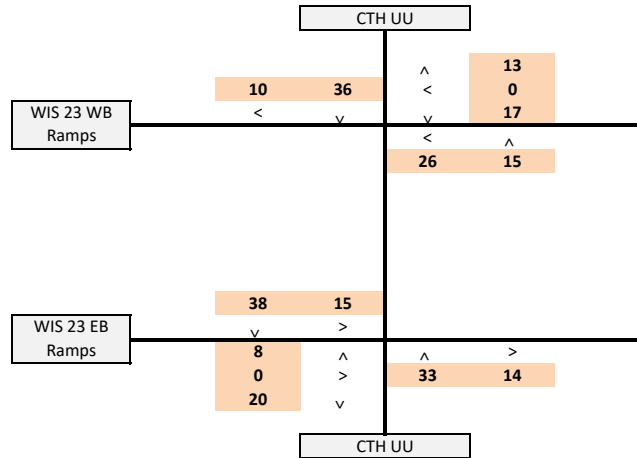 CTH UU
^ 13
10 36 < 0
< v v 17
WIS 23 WB
Ramps
< ^
26 15
38 15
v >
WIS 23 EB
Ramps
8 ^ ^ >
0 > 33 14
20 v
CTH UU